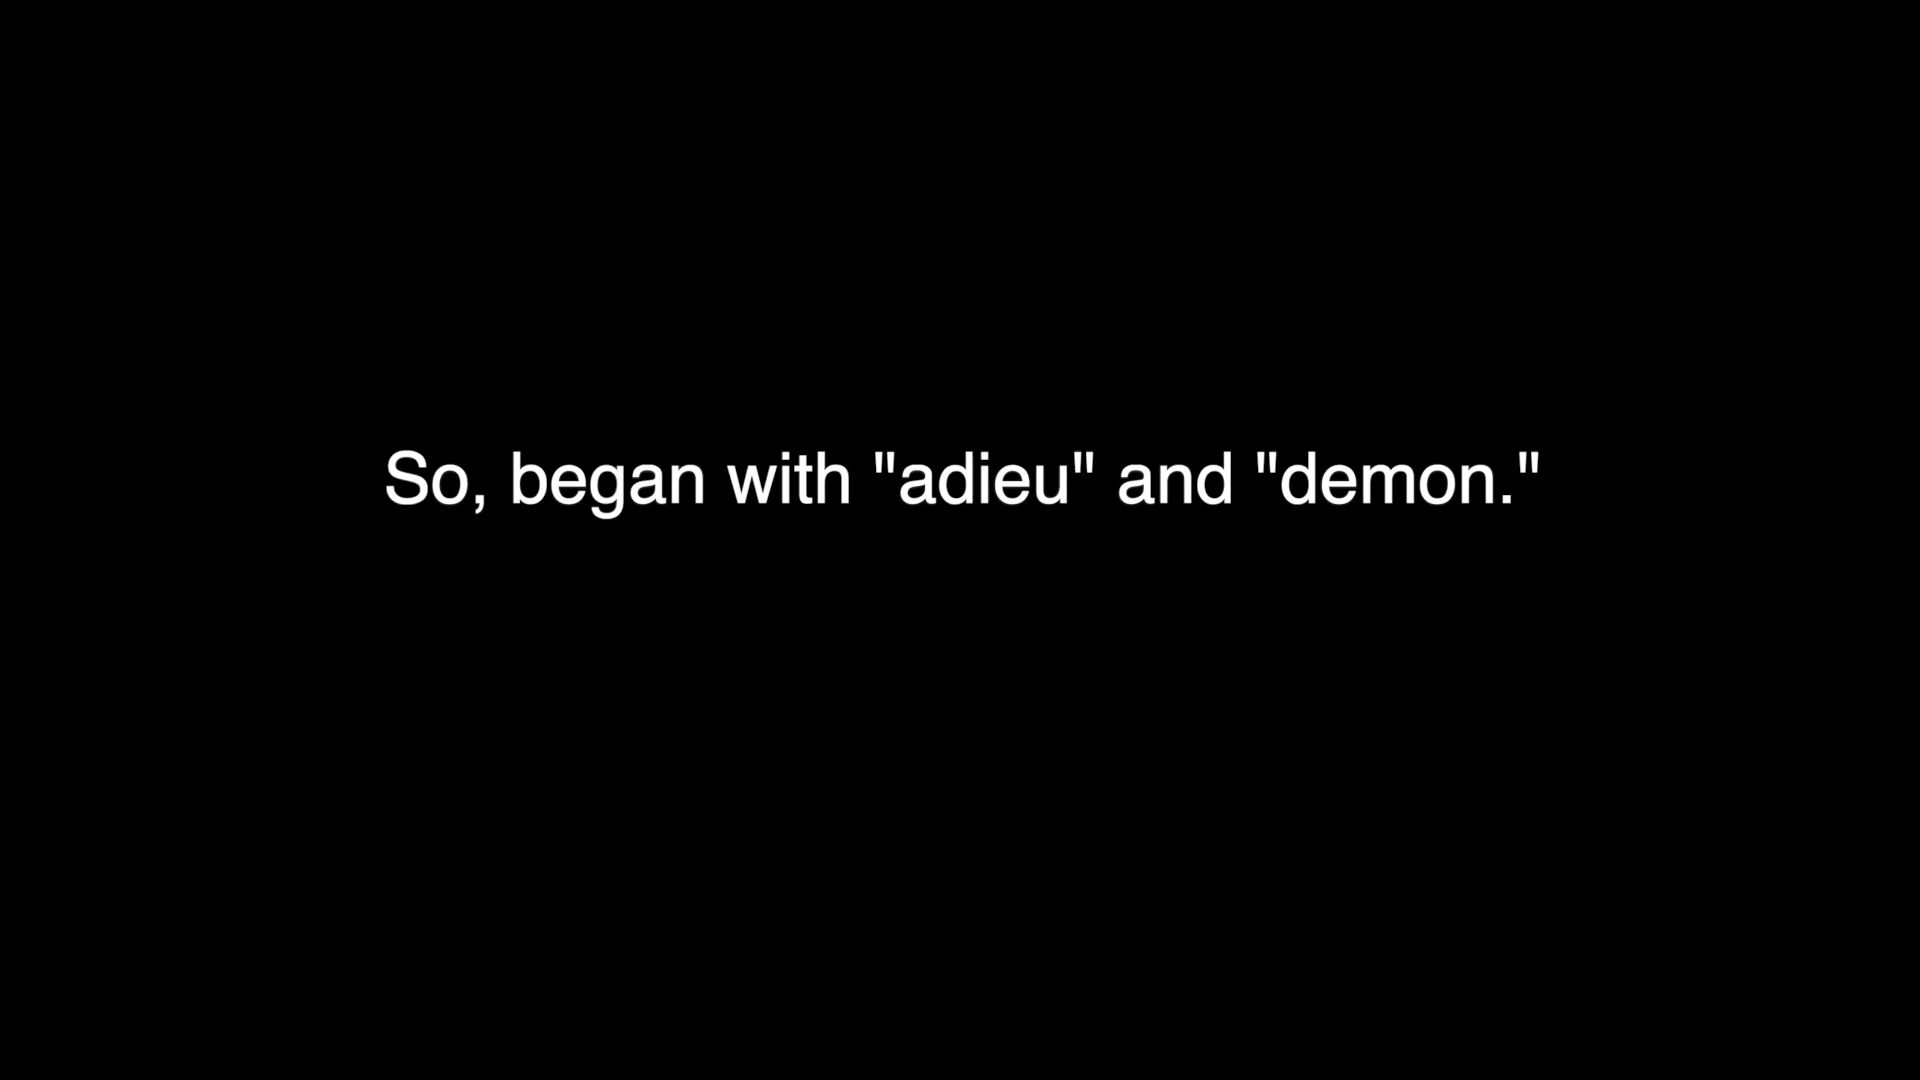 So, began with "adieu" and "demon."